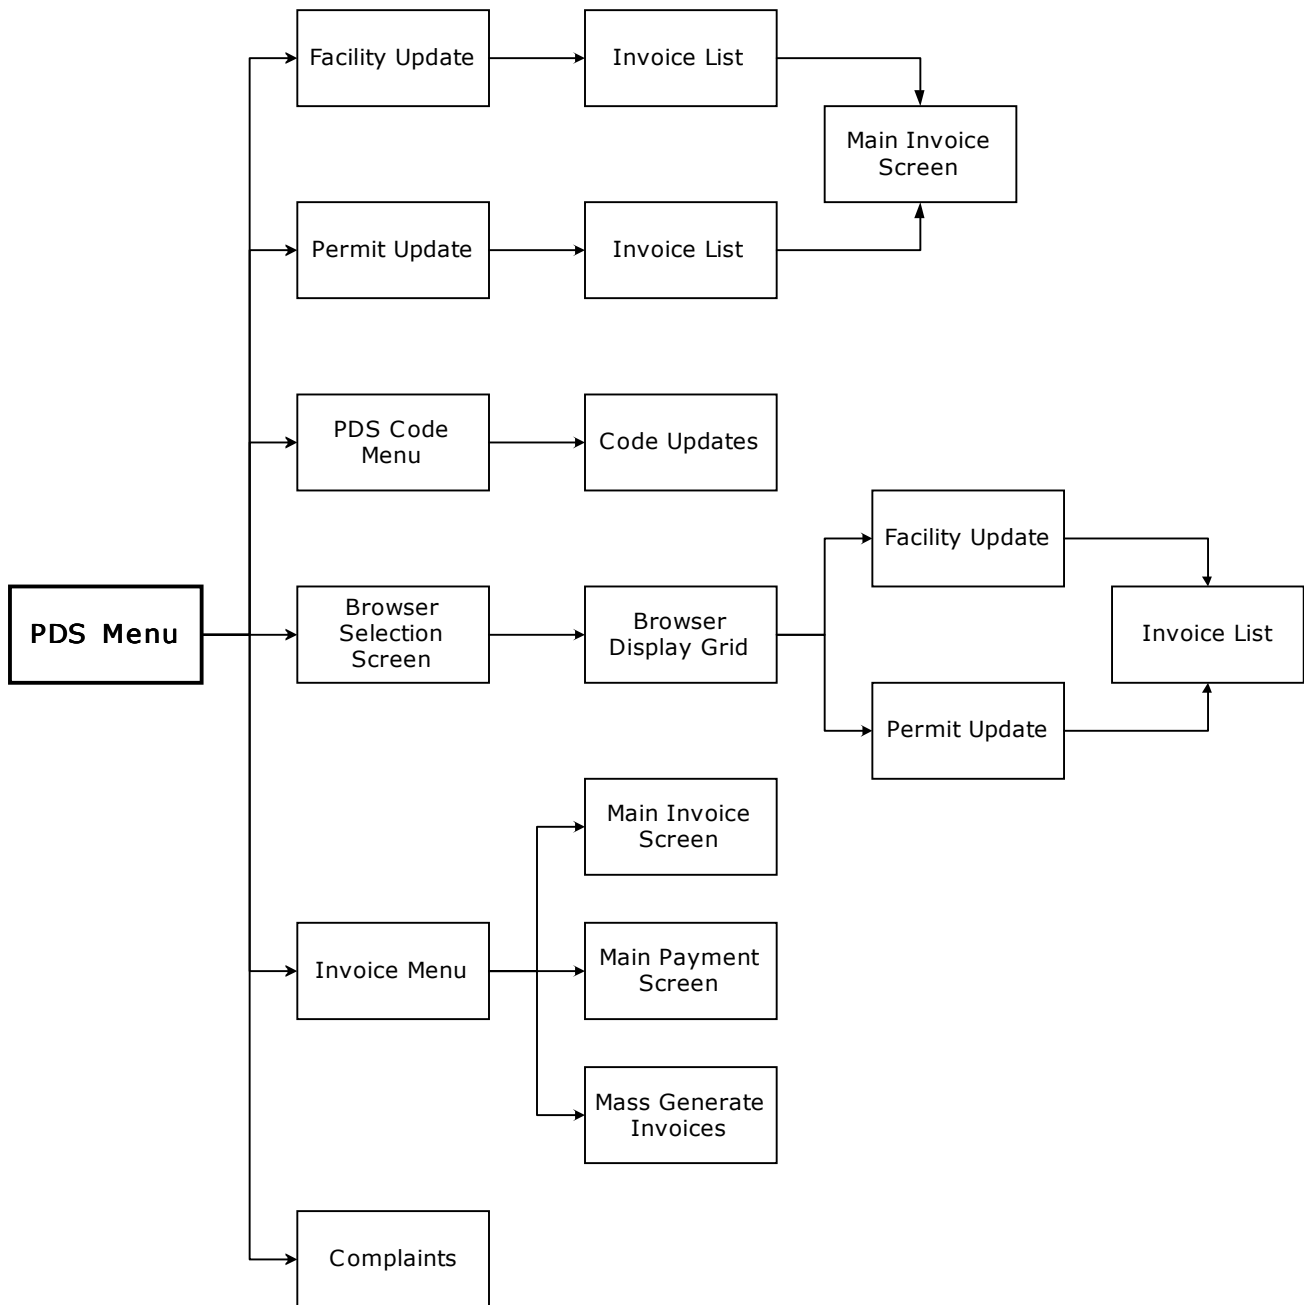 Facility Update
Invoice List
Main Invoice
Screen
Permit Update
Invoice List
PDS Code
Menu
Code Updates
Facility Update
PDS Menu
Browser
Selection
Screen
Browser
Display Grid
Invoice List
Permit Update
Main Invoice
Screen
Invoice Menu
Main Payment
Screen
Mass Generate
Invoices
Complaints